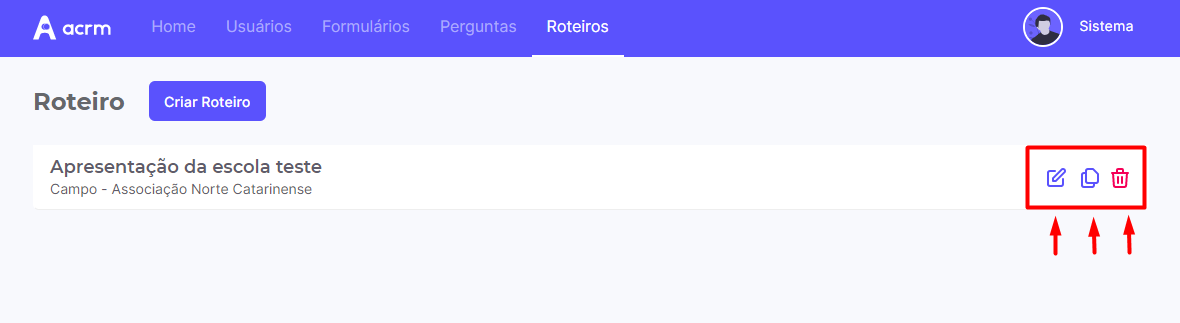 acrm Home Usuários Formulários Perguntas Roteiros Sistema
Roteiro Criar Roteiro
Apresentação da escola teste
Campo - Associação Norte Catarinense